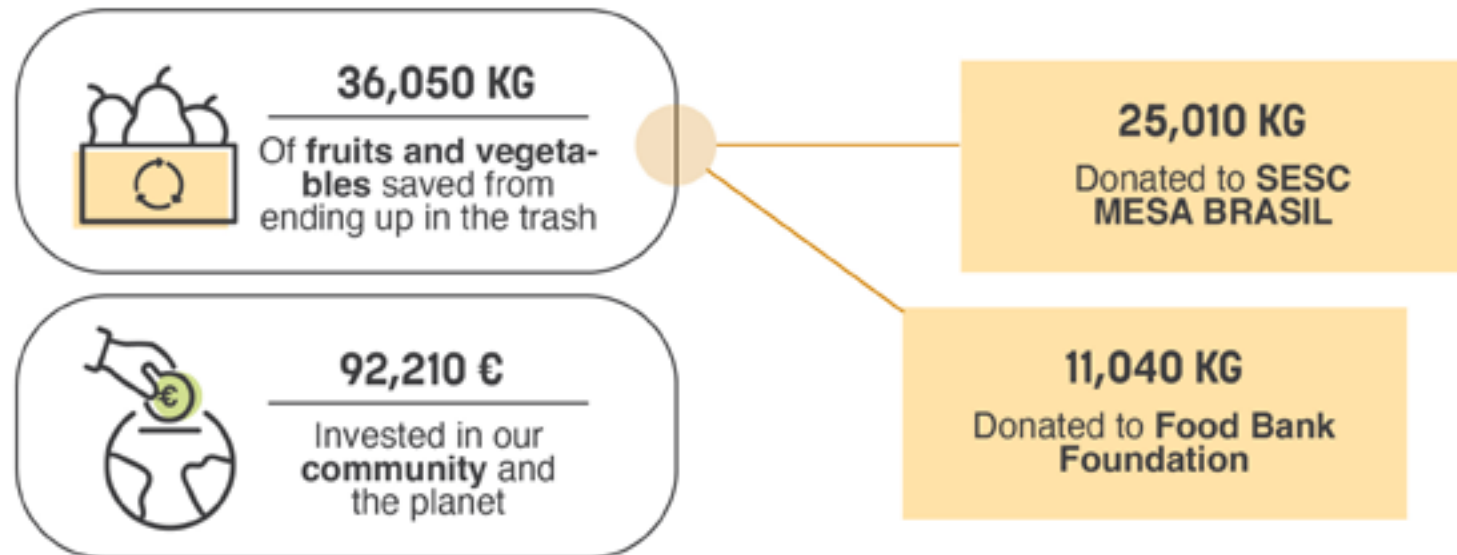 36,050 KG
Of fruits and vegeta-
bles saved from
ending up in the trash
25,010 KG
Donated to SESC
MESA BRASIL
92,210 €
Invested in our
community and
the planet
€
11,040 KG
Donated to Food Bank
Foundation